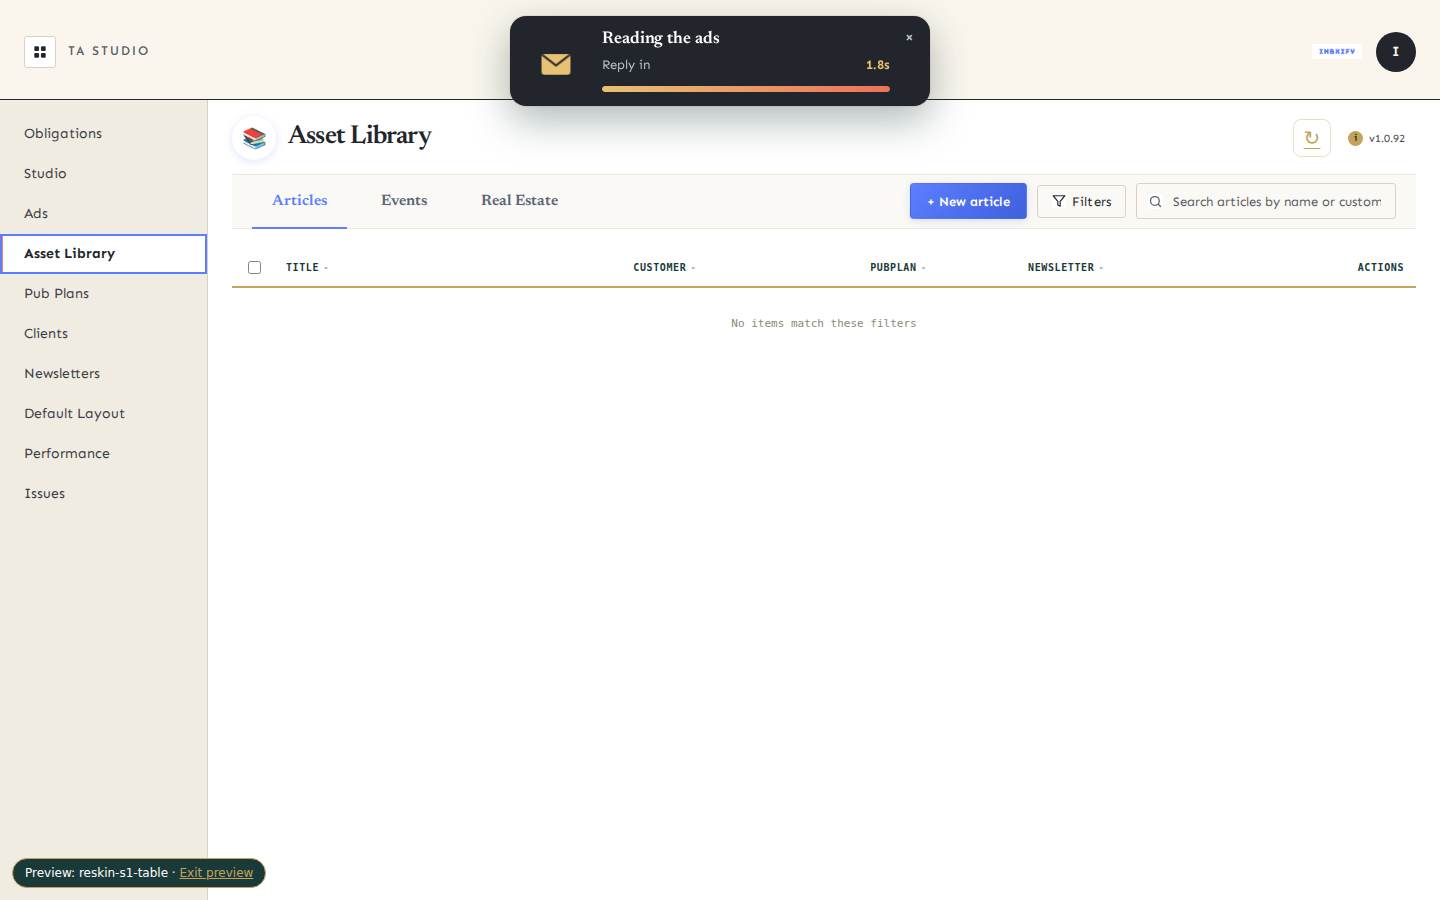 TA STUDIO
Reading the ads
×
Reply in
1.8s
INBXIFY
I
Obligations
Studio
Ads
Asset Library
Pub Plans
Clients
Newsletters
Default Layout
Performance
Issues
Asset Library
↻
i v1.0.92
Articles
Events
Real Estate
+ New article
Filters
Search articles by name or custom
TITLE -
CUSTOMER -
PUBPLAN -
NEWSLETTER -
ACTIONS
No items match these filters
Preview: reskin-s1-table · Exit preview